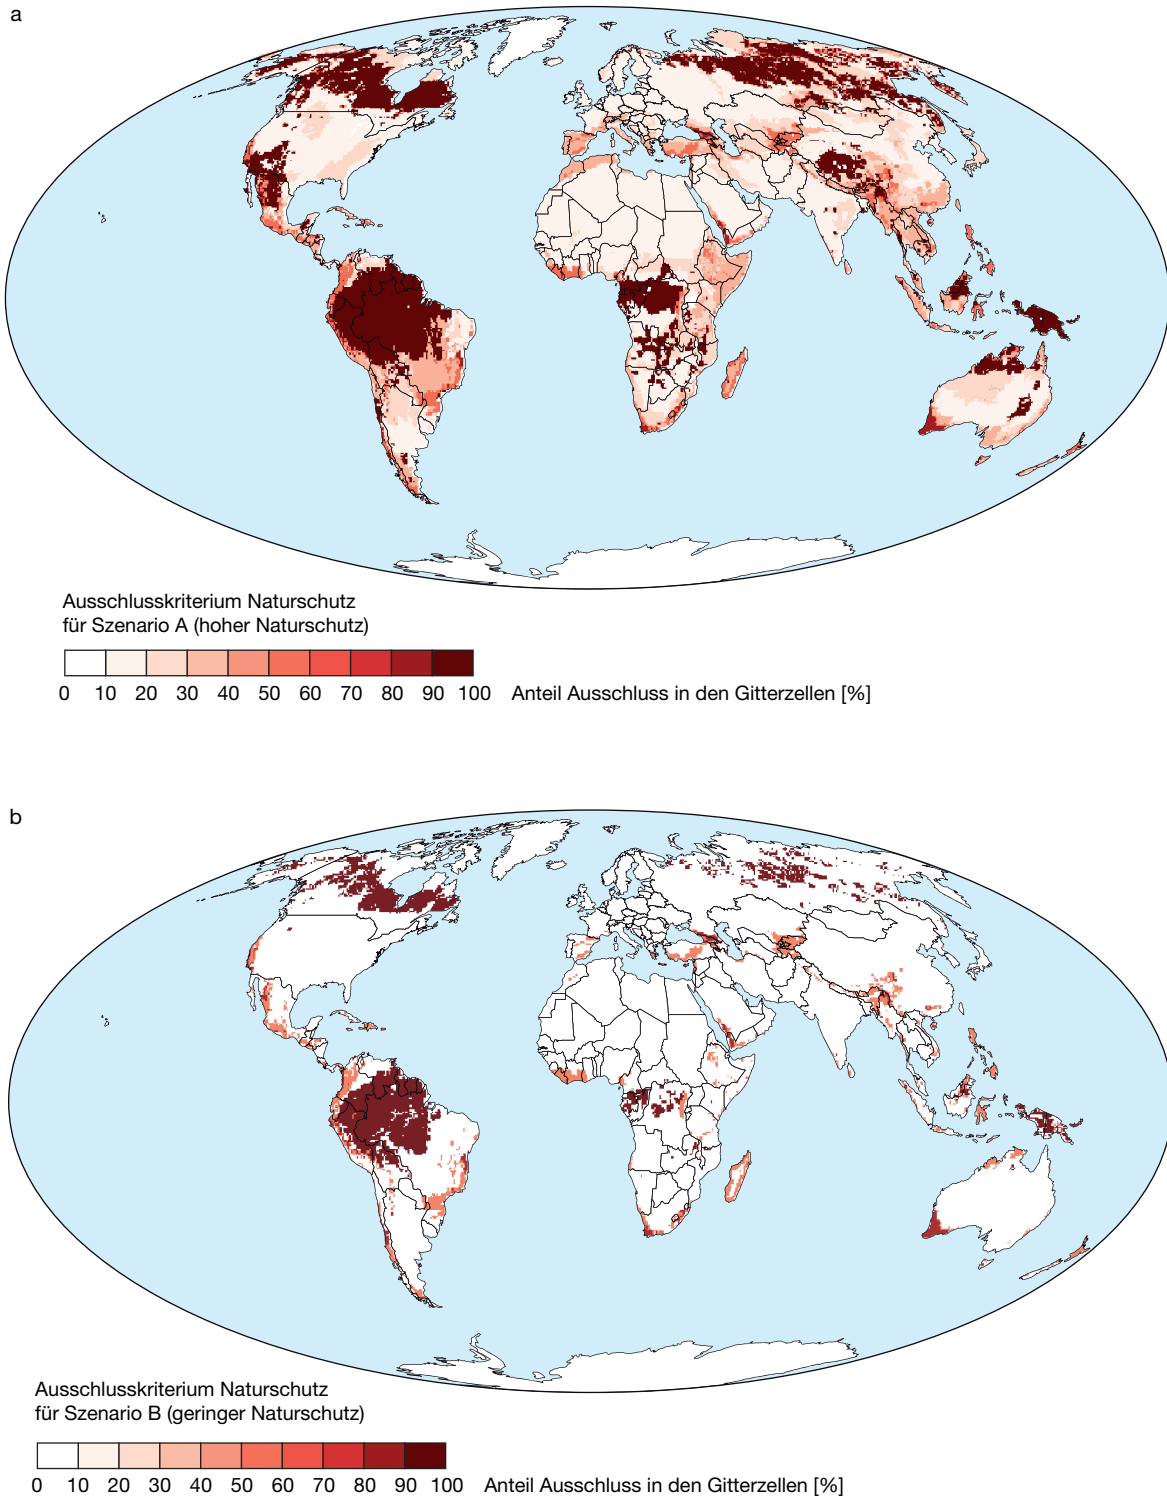 a
Ausschlusskriterium Naturschutz
für Szenario A (hoher Naturschutz)
0 10 20 30 40 50 60 70 80 90 100 Anteil Ausschluss in den Gitterzellen [%]
b
Ausschlusskriterium Naturschutz
für Szenario B (geringer Naturschutz)
0 10 20 30 40 50 60 70 80 90 100 Anteil Ausschluss in den Gitterzellen [%]